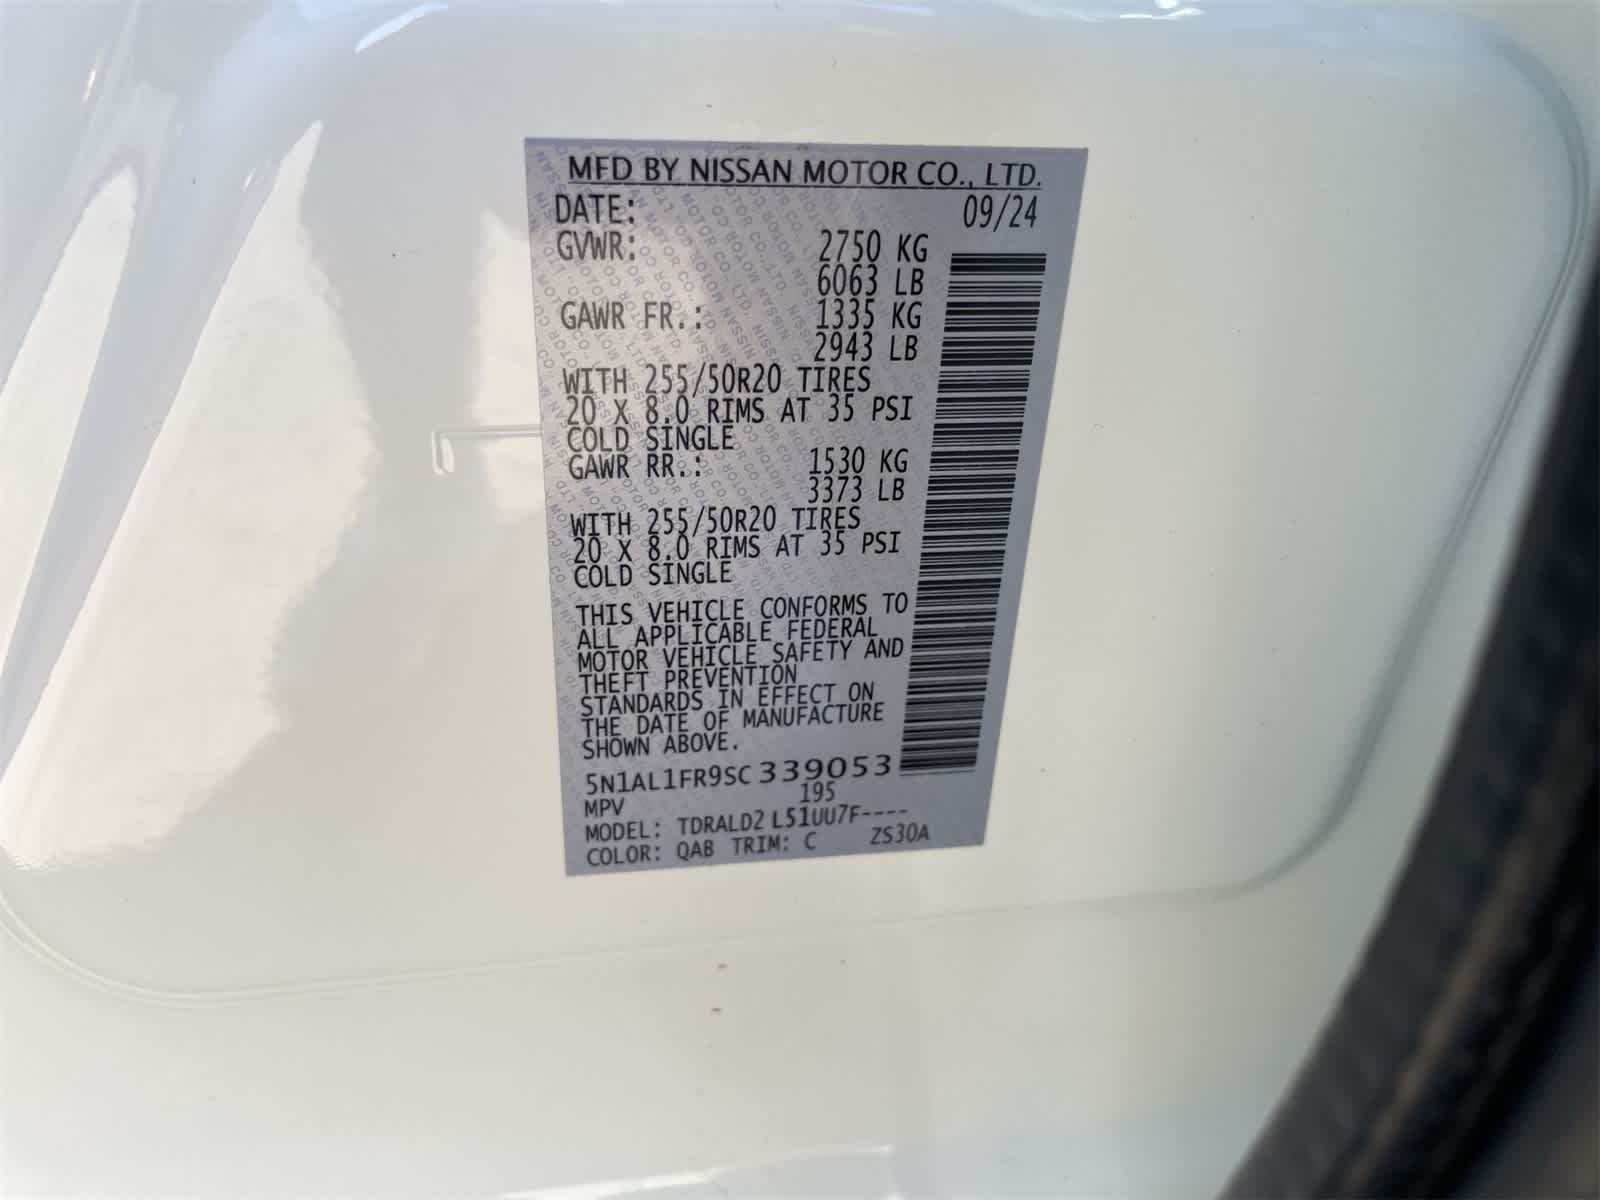 MFD BY NISSAN MOTOR CO., LTD.
DATE: 09/24
GVWR: 2750 KG
6063 LB
GAWR FR.: 1335 KG
2943 LB
WITH 255/50R20 TIRES
20 X 8.0 RIMS AT 35 PSI
COLD SINGLE
GAWR RR.: 1530 KG
3373 LB
WITH 255/50R20 TIRES
20 X 8.0 RIMS AT 35 PSI
COLD SINGLE
THIS VEHICLE CONFORMS TO
ALL APPLICABLE FEDERAL
MOTOR VEHICLE SAFETY AND
THEFT PREVENTION
STANDARDS IN EFFECT ON
THE DATE OF MANUFACTURE
SHOWN ABOVE.
5N1AL1FR9SC339053
MPV 195
MODEL: TDRALD2 L51UU7F----
COLOR: QAB TRIM: C ZS30A